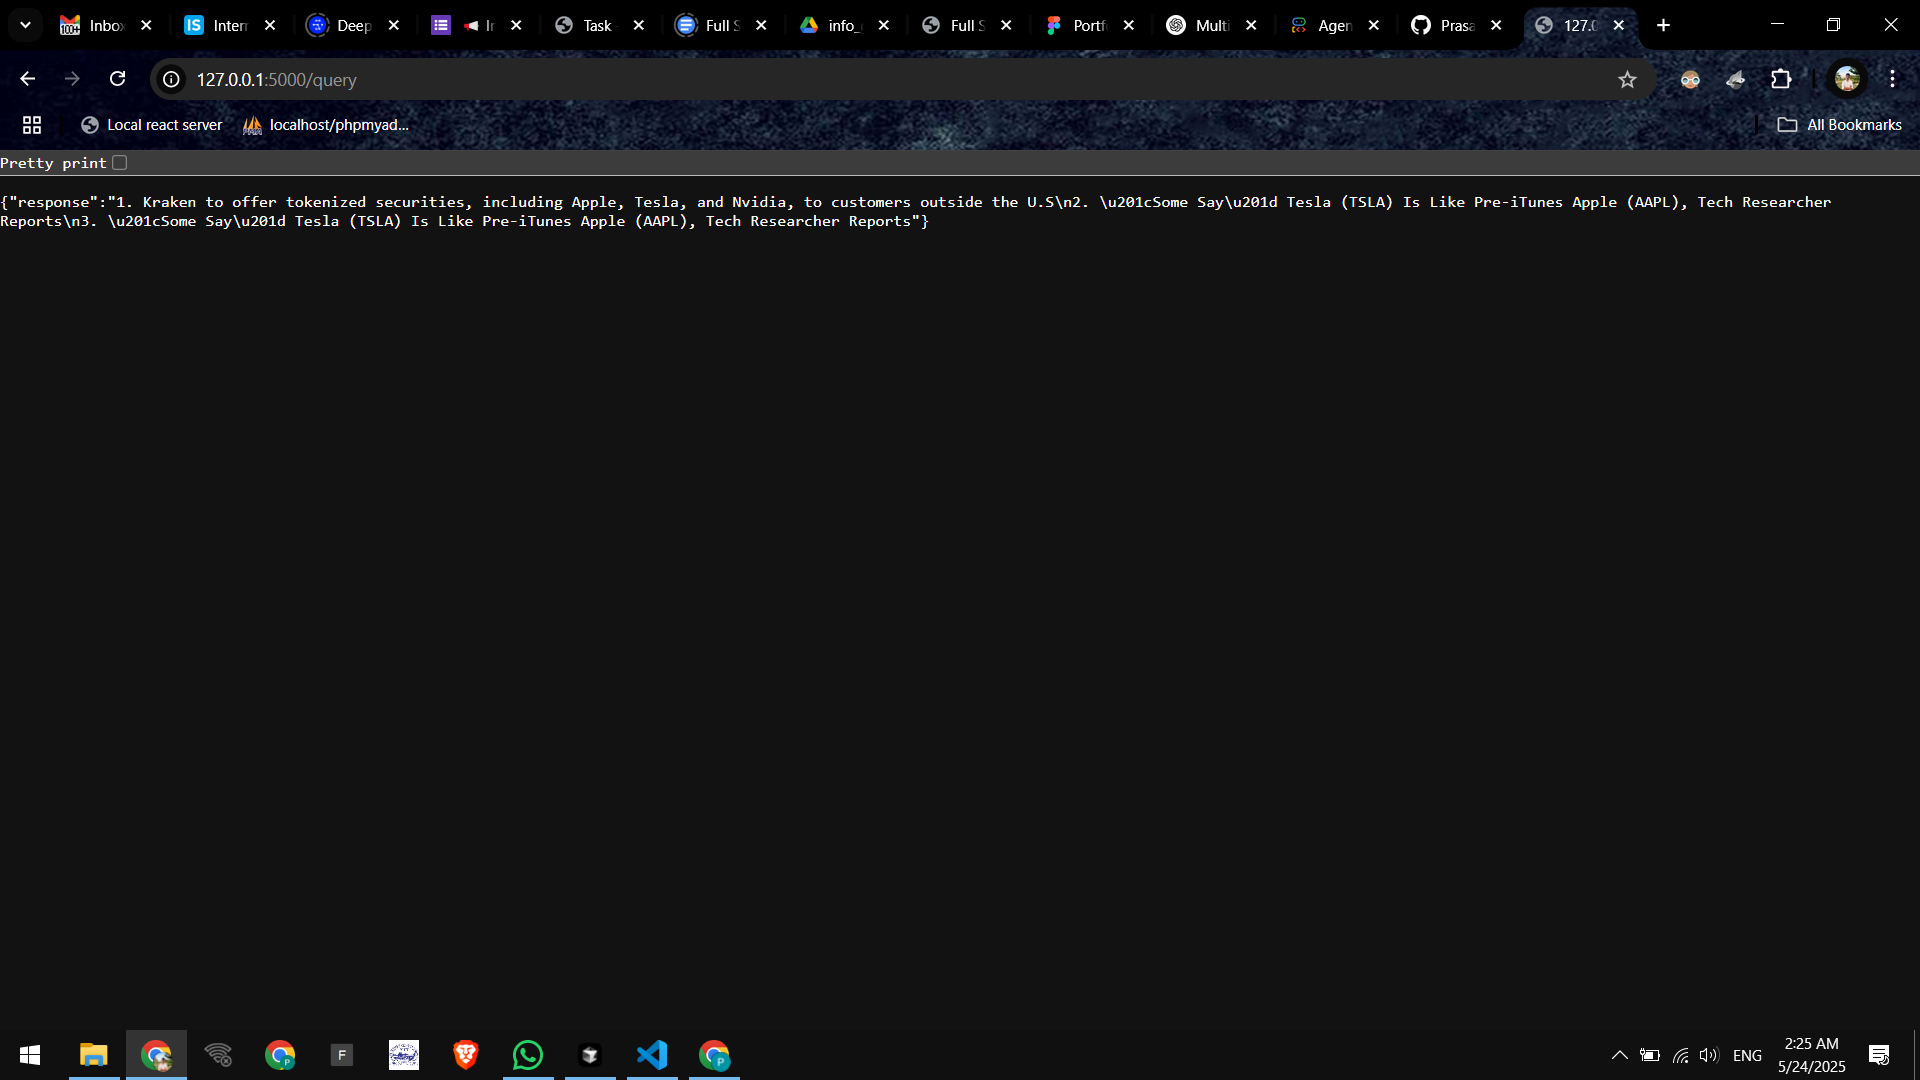 Inbo
Inter
Deep
Ir
Task
Full S
info_
Full S
Portf
Multi
Agen
Prasa
127.0
127.0.0.1:5000/query
Local react server
localhost/phpmyad...
All Bookmarks
Pretty print
{"response":"1. Kraken to offer tokenized securities, including Apple, Tesla, and Nvidia, to customers outside the U.S\n2. \u201cSome Say\u201d Tesla (TSLA) Is Like Pre-iTunes Apple (AAPL), Tech Researcher
Reports\n3. \u201cSome Say\u201d Tesla (TSLA) Is Like Pre-iTunes Apple (AAPL), Tech Researcher Reports"}
ENG
2:25 AM
5/24/2025